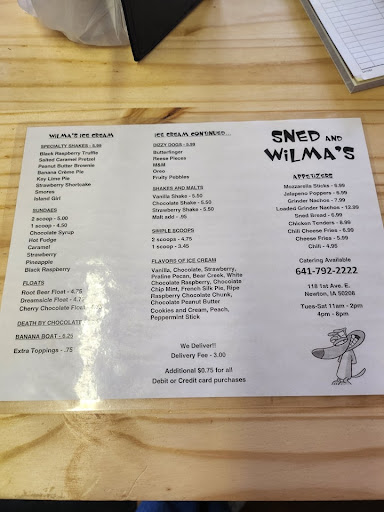 WILMA'S ICE CREAM
SPECIALTY SHAKES - 5.99
Black Raspberry Truffle
Salted Caramel Pretzel
Peanut Butter Brownie
Banana Crème Pie
Key Lime Pie
Strawberry Shortcake
Smores
Island Girl
SUNDAES
2 scoop - 5.00
1 scoop - 4.50
Chocolate Syrup
Hot Fudge
Caramel
Strawberry
Pineapple
Black Raspberry
FLOATS
Root Beer Float - 4.75
Dreamsicle Float - 4.75
Cherry Chocolate Float
DEATH BY CHOCOLATE
BANANA BOAT - 6.25
Extra Toppings - .75
ICE CREAM CONTINUED...
DIZZY DOGS - 5.99
Butterfinger
Reese Pieces
M&M
Oreo
Fruity Pebbles
SHAKES AND MALTS
Vanilla Shake - 5.50
Chocolate Shake - 5.50
Strawberry Shake - 5.50
Malt add - .95
SIMPLE SCOOPS
2 scoops - 4.75
1 scoop - 3.45
FLAVORS OF ICE CREAM
Vanilla, Chocolate, Strawberry,
Praline Pecan, Bear Creek, White
Chocolate Raspberry, Chocolate
Chip Mint, French Silk Pie, Ripe
Raspberry Chocolate Chunk,
Chocolate Peanut Butter
Cookies and Cream, Peach,
Peppermint Stick
We Deliver!!
Delivery Fee - 3.00
Additional $0.75 for all
Debit or Credit card purchases
SNED AND
WILMA'S
APPETIZERS
Mozzarella Sticks - 6.99
Jalapeno Poppers - 6.99
Grinder Nachos - 7.99
Loaded Grinder Nachos - 12.99
Sned Bread - 6.99
Chicken Tenders - 6.99
Chili Cheese Fries - 6.99
Cheese Fries - 5.99
Chili - 4.95
Catering Available
641-792-2222
118 1st Ave. E.
Newton, IA 50208
Tues-Sat 11am - 2pm
4pm - 8pm